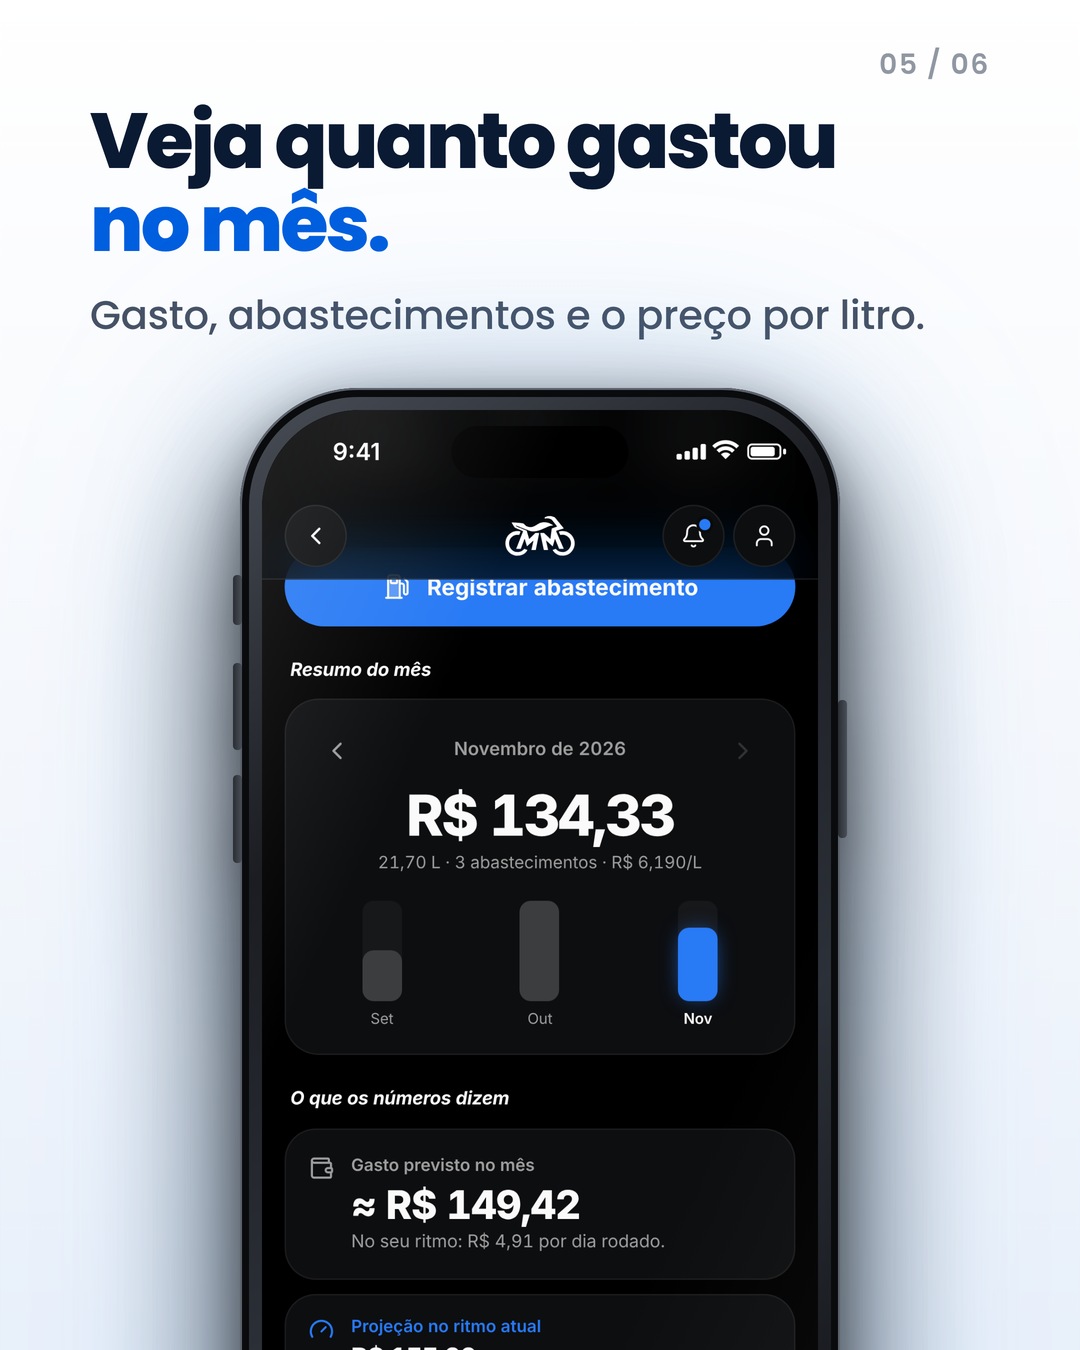 05 / 06
Veja quanto gastou
no mês.
Gasto, abastecimentos e o preço por litro.
9:41
MM
Registrar abastecimento
Resumo do mês
Novembro de 2026
R$ 134,33
21,70 L · 3 abastecimentos · R$ 6,190/L
Set
Out
Nov
O que os números dizem
Gasto previsto no mês
≈ R$ 149,42
No seu ritmo: R$ 4,91 por dia rodado.
Projeção no ritmo atual